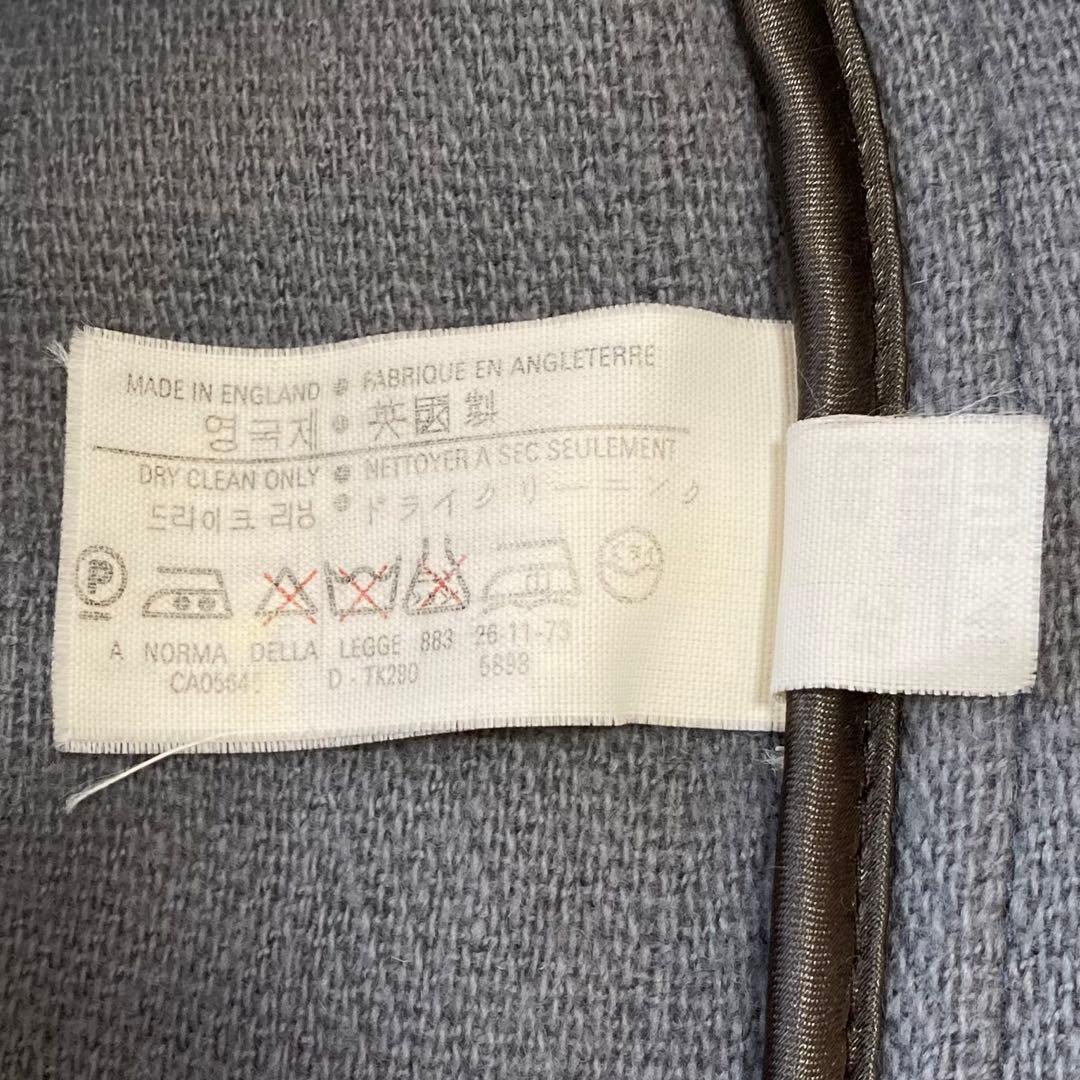 MADE IN ENGLAND ● FABRIQUE EN ANGLETERRE
영국제 ● 英國製
DRY CLEAN ONLY ● NETTOYER A SEC SEULEMENT
드라이크 리닝 ● ドライクリーニング
P
A NORMA DELLA LEGGE 883 26-11-73
D - TK280 5893